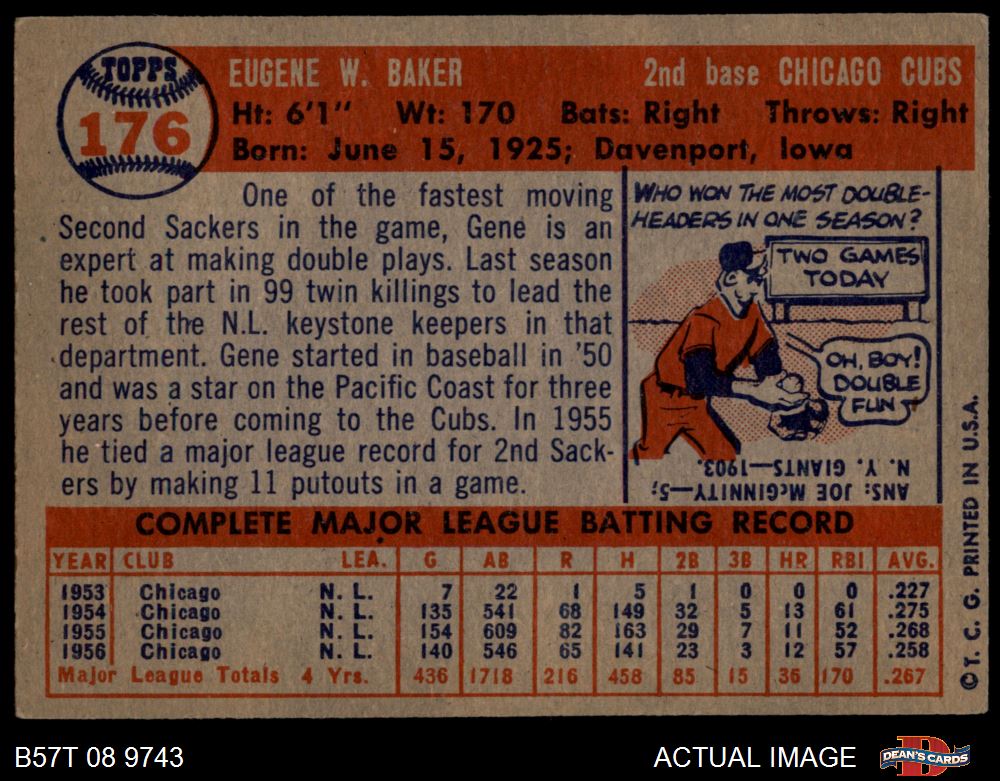 TOPPS
176
EUGENE W. BAKER 2nd base CHICAGO CUBS
Ht: 6'1" Wt: 170 Bats: Right Throws: Right
Born: June 15, 1925; Davenport, Iowa
One of the fastest moving
Second Sackers in the game, Gene is an
expert at making double plays. Last season
he took part in 99 twin killings to lead the
rest of the N.L. keystone keepers in that
department. Gene started in baseball in '50
and was a star on the Pacific Coast for three
years before coming to the Cubs. In 1955
he tied a major league record for 2nd Sack-
ers by making 11 putouts in a game.
WHO WON THE MOST DOUBLE-
HEADERS IN ONE SEASON?
TWO GAMES
TODAY
OH, BOY!
DOUBLE
FUN
ANS: JOE McGINNITY—5;
N. Y. GIANTS—1903.
COMPLETE MAJOR LEAGUE BATTING RECORD
YEAR CLUB LEA. G AB R H 2B 3B HR RBI AVG.
1953 Chicago N. L. 7 22 1 5 1 0 0 0 .227
1954 Chicago N. L. 135 541 68 149 32 5 13 61 .275
1955 Chicago N. L. 154 609 82 163 29 7 11 52 .268
1956 Chicago N. L. 140 546 65 141 23 3 12 57 .258
Major League Totals 4 Yrs. 436 1718 216 458 85 15 36 170 .267
© T. C. G. PRINTED IN U.S.A.
B57T 08 9743 ACTUAL IMAGE
DEAN'S CARDS